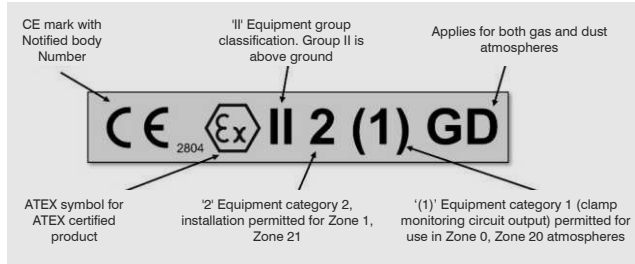 CE mark with
Notified body
Number
'II' Equipment group
classification. Group II is
above ground
Applies for both gas and dust
atmospheres
CE 2804 Ex II 2 (1) GD
ATEX symbol for
ATEX certified
product
'2' Equipment category 2,
installation permitted for Zone 1,
Zone 21
‘(1)’ Equipment category 1 (clamp
monitoring circuit output) permitted for
use in Zone 0, Zone 20 atmospheres